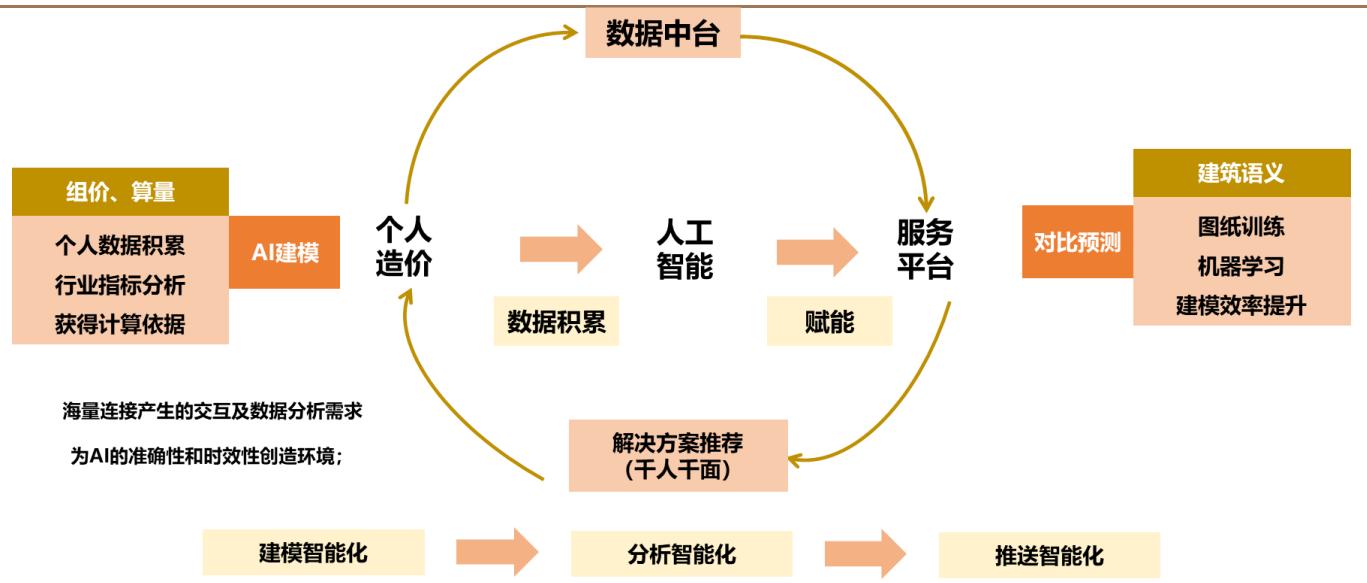 数据中台
组价、算量
个人数据积累
行业指标分析
获得计算依据
AI建模
个人
造价
人工
智能
服务
平台
数据积累
赋能
对比预测
建筑语义
图纸训练
机器学习
建模效率提升
海量连接产生的交互及数据分析需求
为AI的准确性和时效性创造环境；
解决方案推荐
（千人千面）
建模智能化
分析智能化
推送智能化